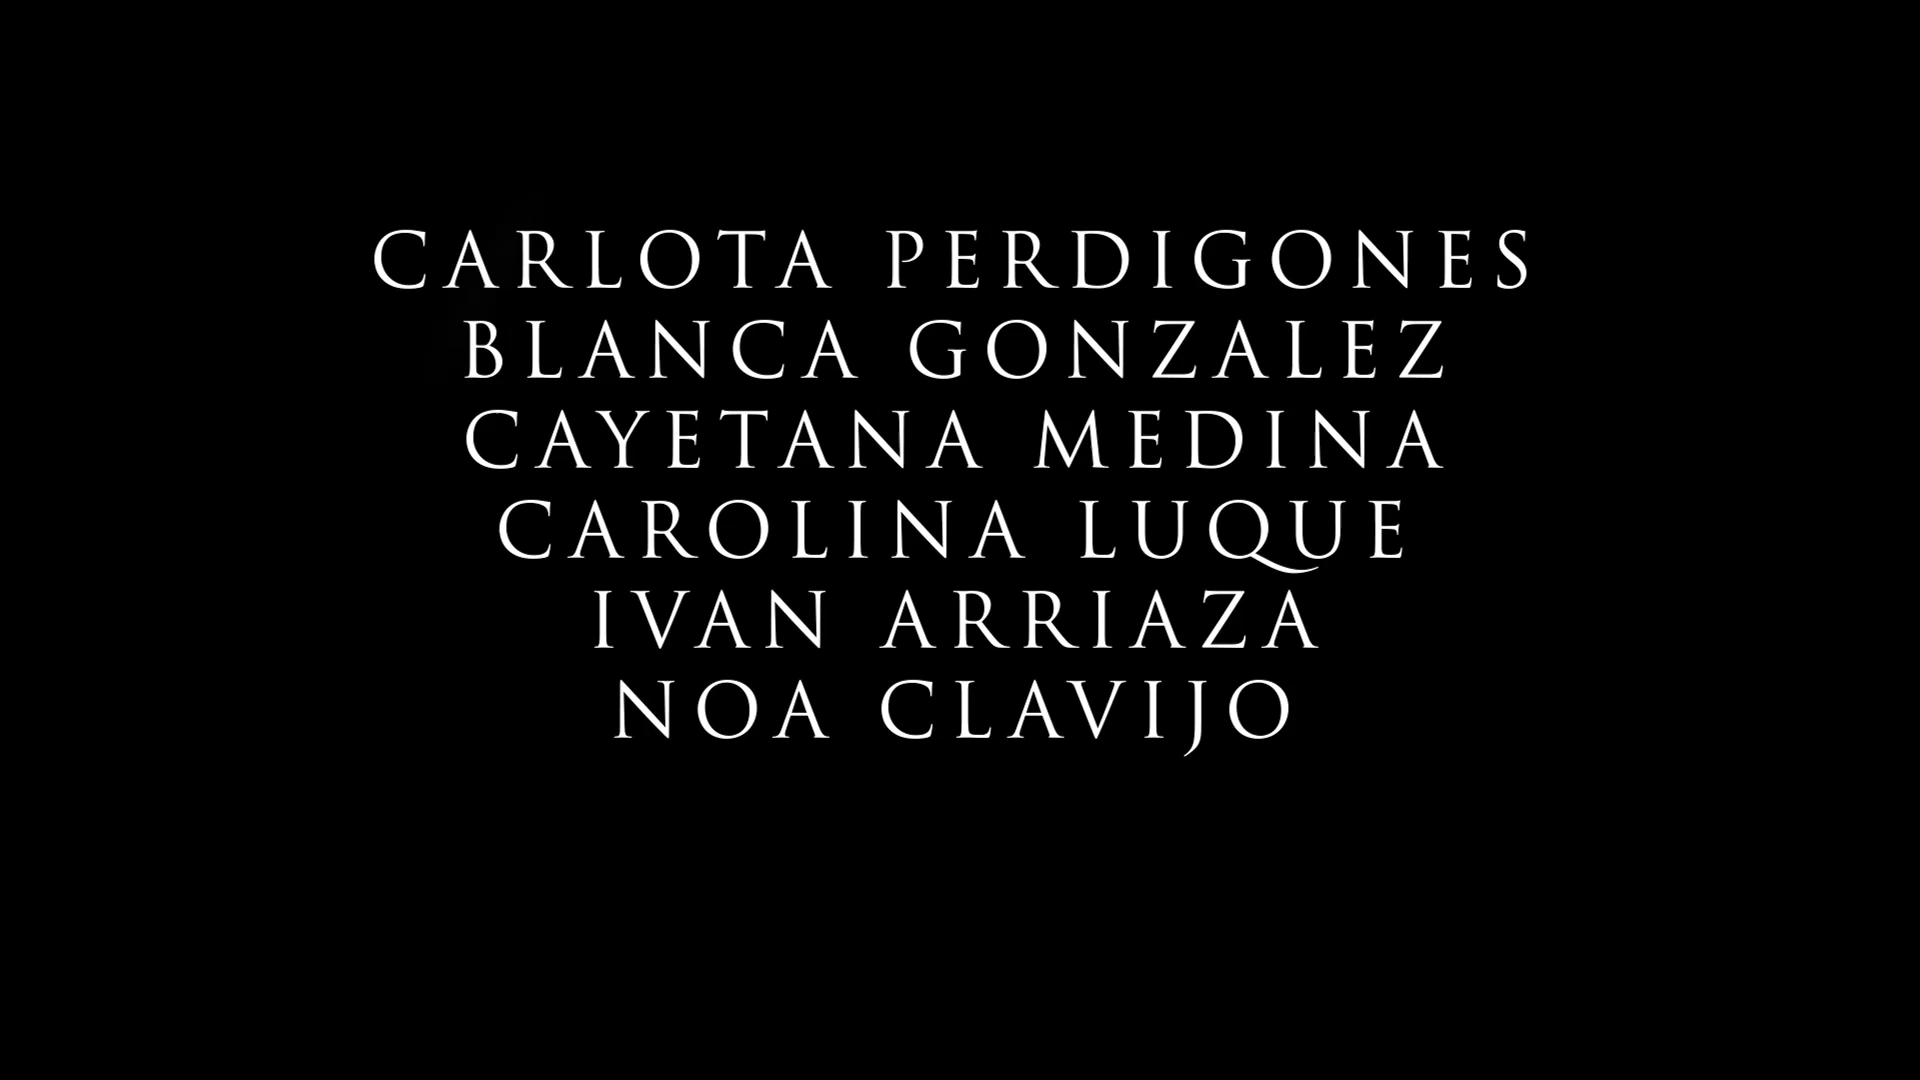 CARLOTA PERDIGONES
BLANCA GONZALEZ
CAYETANA MEDINA
CAROLINA LUQUE
IVAN ARRIAZA
NOA CLAVIJO